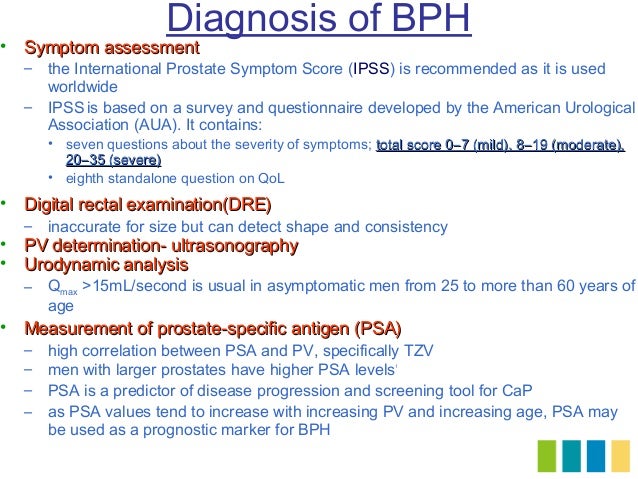 Diagnosis of BPH
• Symptom assessment
– the International Prostate Symptom Score (IPSS) is recommended as it is used
worldwide
– IPSS is based on a survey and questionnaire developed by the American Urological
Association (AUA). It contains:
• seven questions about the severity of symptoms; total score 0–7 (mild), 8–19 (moderate),
20–35 (severe)
• eighth standalone question on QoL
• Digital rectal examination(DRE)
– inaccurate for size but can detect shape and consistency
• PV determination- ultrasonography
• Urodynamic analysis
– Qmax >15mL/second is usual in asymptomatic men from 25 to more than 60 years of
age
• Measurement of prostate-specific antigen (PSA)
– high correlation between PSA and PV, specifically TZV
– men with larger prostates have higher PSA levels¹
– PSA is a predictor of disease progression and screening tool for CaP
– as PSA values tend to increase with increasing PV and increasing age, PSA may
be used as a prognostic marker for BPH